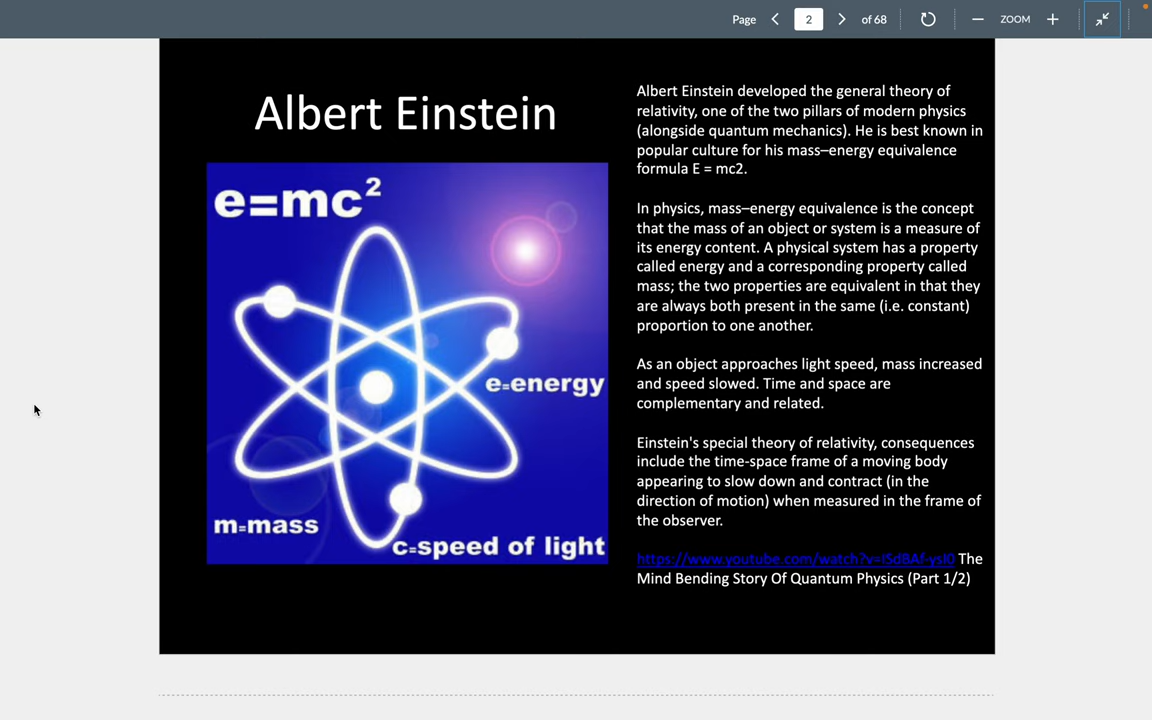 Page 2 of 68 ZOOM
Albert Einstein
e=mc²
e=energy
m=mass
c=speed of light
Albert Einstein developed the general theory of
relativity, one of the two pillars of modern physics
(alongside quantum mechanics). He is best known in
popular culture for his mass–energy equivalence
formula E = mc2.
In physics, mass–energy equivalence is the concept
that the mass of an object or system is a measure of
its energy content. A physical system has a property
called energy and a corresponding property called
mass; the two properties are equivalent in that they
are always both present in the same (i.e. constant)
proportion to one another.
As an object approaches light speed, mass increased
and speed slowed. Time and space are
complementary and related.
Einstein's special theory of relativity, consequences
include the time-space frame of a moving body
appearing to slow down and contract (in the
direction of motion) when measured in the frame of
the observer.
The
Mind Bending Story Of Quantum Physics (Part 1/2)